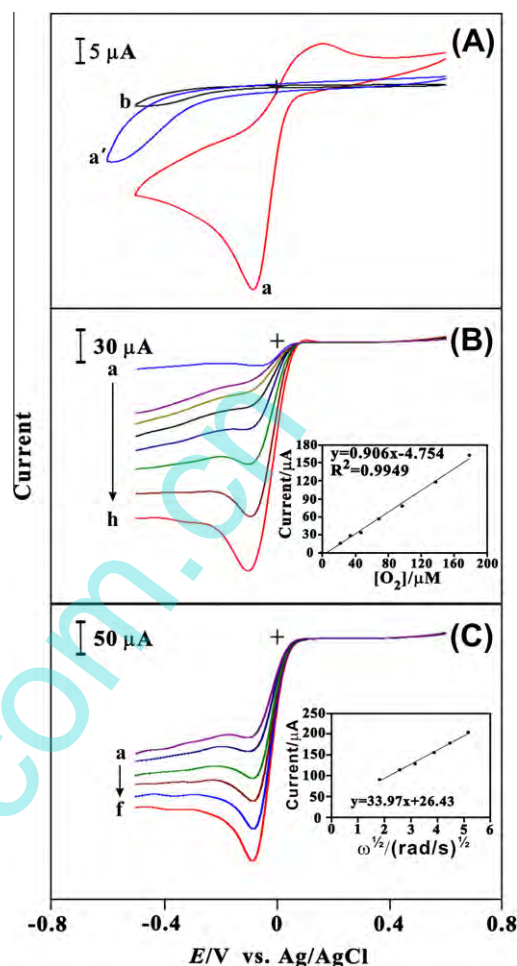 (A)
5 μA
b
a′
a
(B)
30 μA
a
h
180
150
120
90
60
30
0
Current/μA
y=0.906x-4.754
R²=0.9949
0 40 80 120 160 200
[O₂]/μM
(C)
50 μA
a
f
250
200
150
100
50
0
Current/μA
y=33.97x+26.43
0 1 2 3 4 5 6
ω^½/(rad/s)^½
Current
-0.8 -0.4 0 0.4 0.8
E/V vs. Ag/AgCl
com.cn